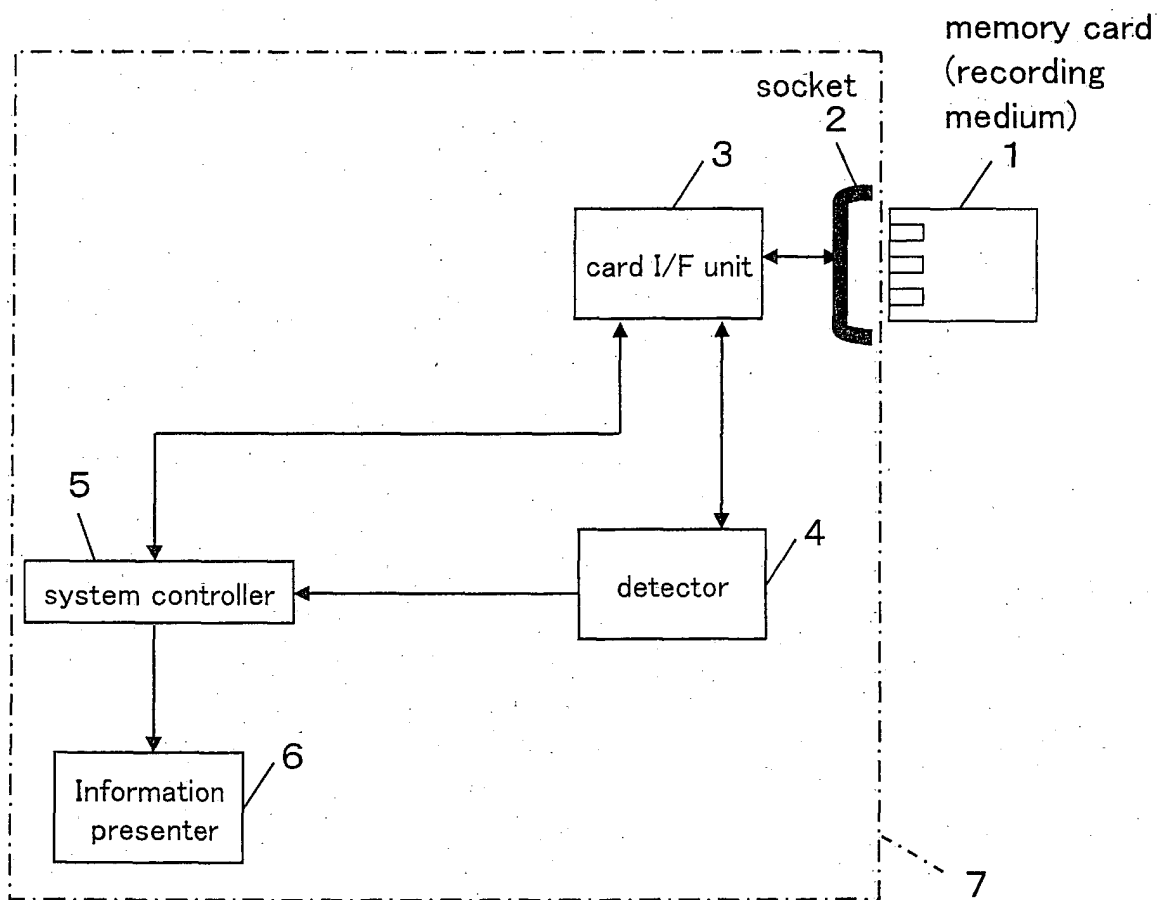 memory card
(recording
medium)
1
socket
2
3
card I/F unit
5
system controller
4
detector
6
Information
presenter
7